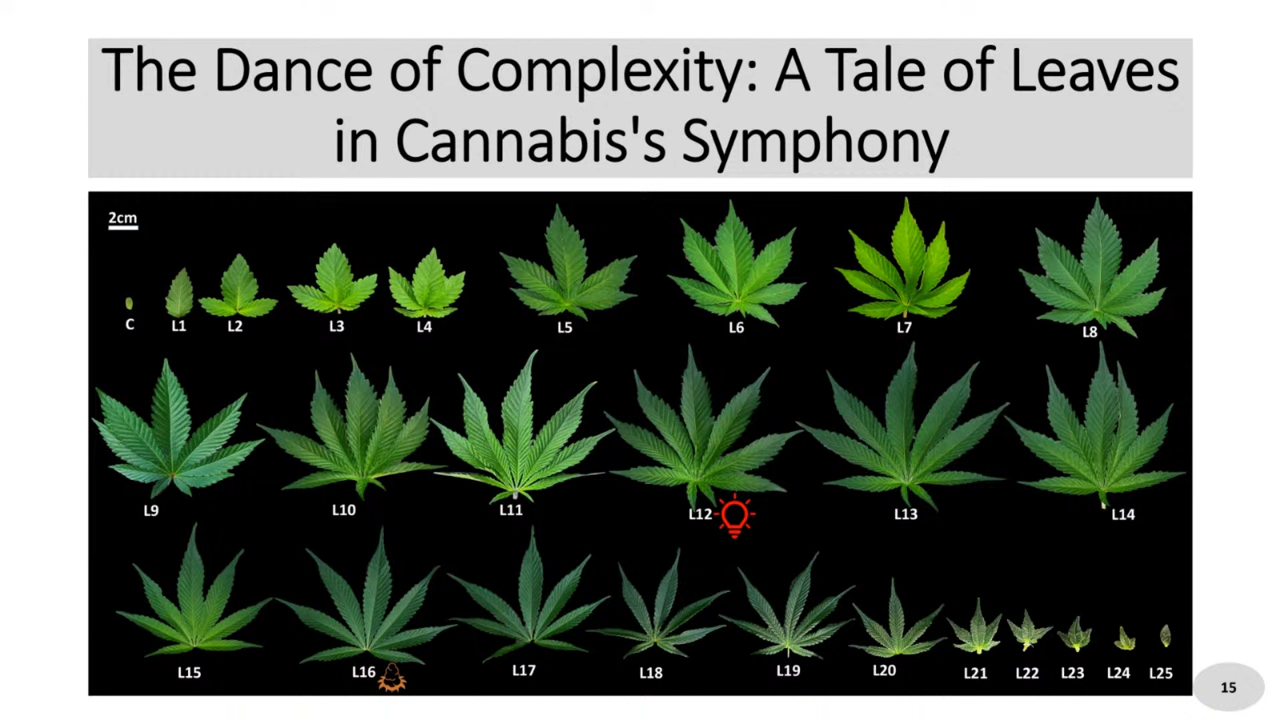 The Dance of Complexity: A Tale of Leaves
in Cannabis's Symphony
2cm
C L1 L2 L3 L4 L5 L6 L7 L8
L9 L10 L11 L12 L13 L14
L15 L16 L17 L18 L19 L20 L21 L22 L23 L24 L25
15